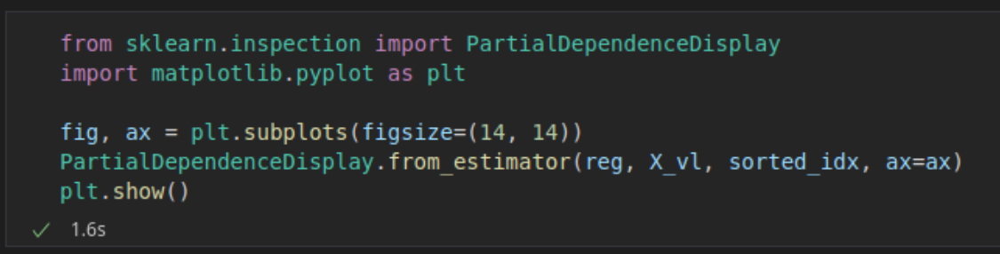 from sklearn.inspection import PartialDependenceDisplay
import matplotlib.pyplot as plt
fig, ax = plt.subplots(figsize=(14, 14))
PartialDependenceDisplay.from_estimator(reg, X_vl, sorted_idx, ax=ax)
plt.show()
1.6s